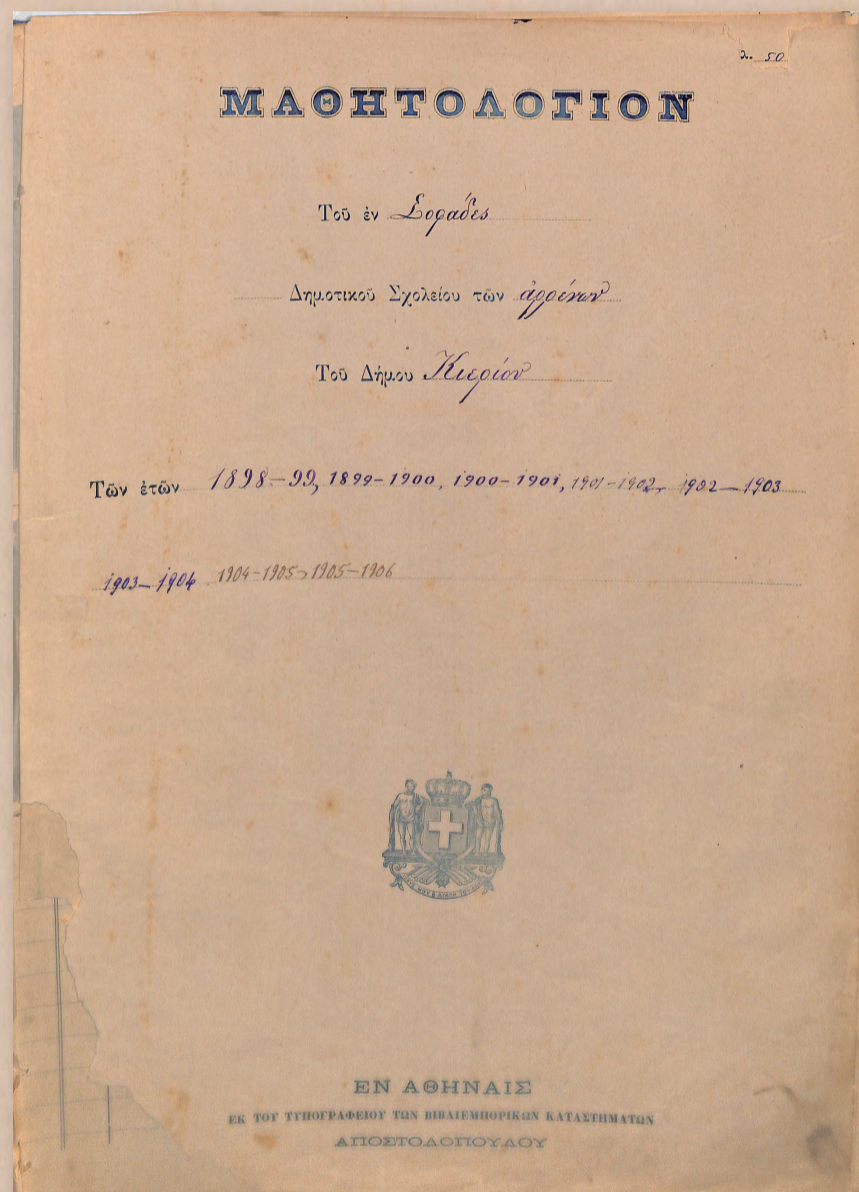 λ. 50
ΜΑΘΗΤΟΛΟΓΙΟΝ
Τοῦ ἐν Σοφάδες
Δημοτικοῦ Σχολείου τῶν ἀρρένων
Τοῦ Δήμου Κιερίου
Τῶν ἐτῶν 1898-99, 1899-1900, 1900-1901, 1901-1902, 1902-1903
1903-1904 1904-1905, 1905-1906
ΕΝ ΑΘΗΝΑΙΣ
ΕΚ ΤΟΥ ΤΥΠΟΓΡΑΦΕΙΟΥ ΤΩΝ ΒΙΒΛΙΕΜΠΟΡΙΚΩΝ ΚΑΤΑΣΤΗΜΑΤΩΝ
ΑΠΟΣΤΟΛΟΠΟΥΛΟΥ